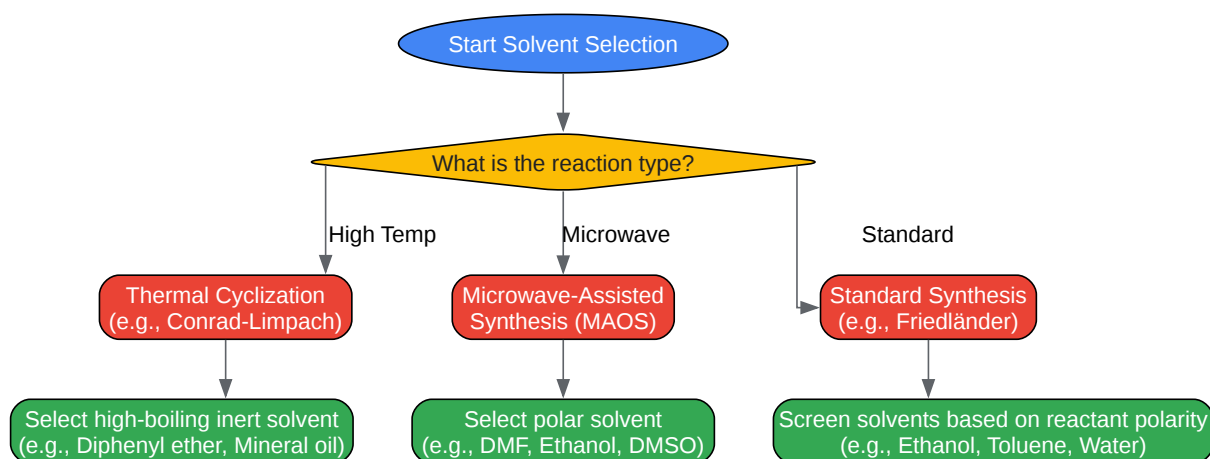 Start Solvent Selection
What is the reaction type?
High Temp
Microwave
Standard
Thermal Cyclization
(e.g., Conrad-Limpach)
Microwave-Assisted
Synthesis (MAOS)
Standard Synthesis
(e.g., Friedländer)
Select high-boiling inert solvent
(e.g., Diphenyl ether, Mineral oil)
Select polar solvent
(e.g., DMF, Ethanol, DMSO)
Screen solvents based on reactant polarity
(e.g., Ethanol, Toluene, Water)